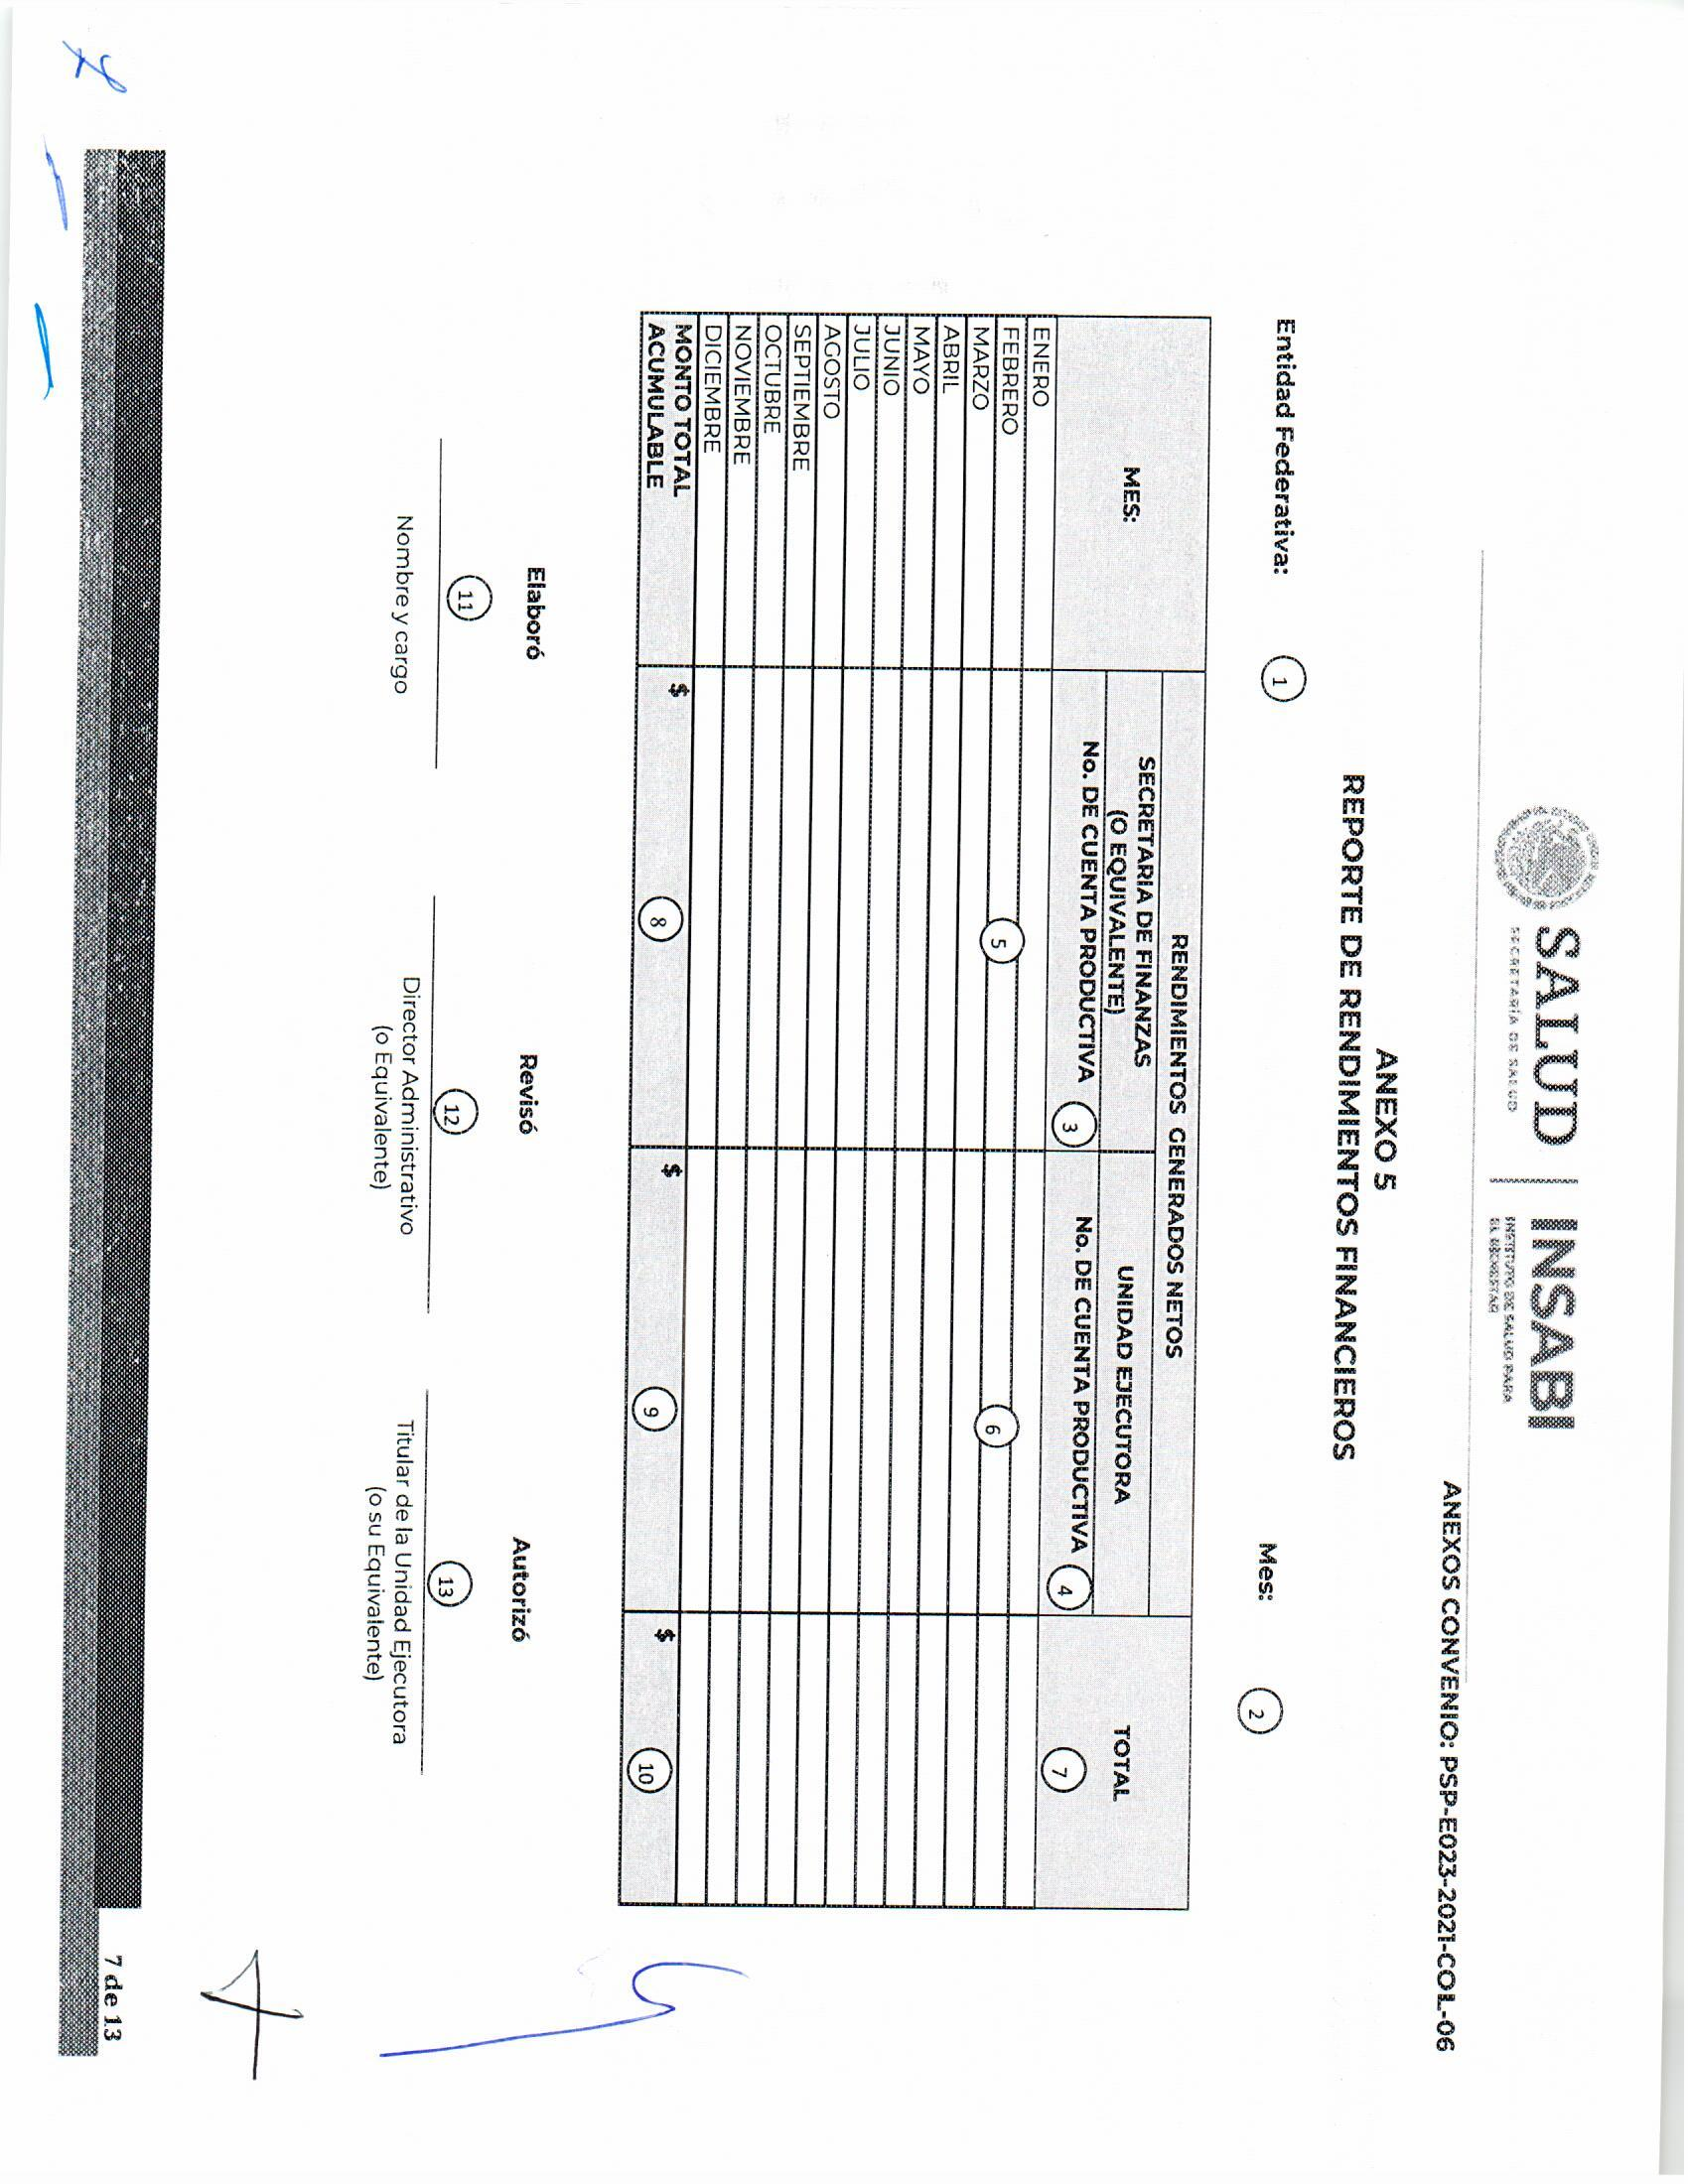 SALUD
SECRETARÍA DE SALUD
INSABI
INSTITUTO DE SALUD PARA
EL BIENESTAR
ANEXOS CONVENIO: PSP-E023-2021-COL-06
ANEXO 5
REPORTE DE RENDIMIENTOS FINANCIEROS
Entidad Federativa: 1
Mes: 2
MES:
RENDIMIENTOS GENERADOS NETOS
TOTAL
7
SECRETARIA DE FINANZAS
(O EQUIVALENTE)
No. DE CUENTA PRODUCTIVA 3
UNIDAD EJECUTORA
No. DE CUENTA PRODUCTIVA 4
ENERO
FEBRERO
5
6
MARZO
ABRIL
MAYO
JUNIO
JULIO
AGOSTO
SEPTIEMBRE
OCTUBRE
NOVIEMBRE
DICIEMBRE
MONTO TOTAL
ACUMULABLE
$ 8
$ 9
$ 10
Elaboró
11
Nombre y cargo
Revisó
12
Director Administrativo
(o Equivalente)
Autorizó
13
Titular de la Unidad Ejecutora
(o su Equivalente)
7 de 13